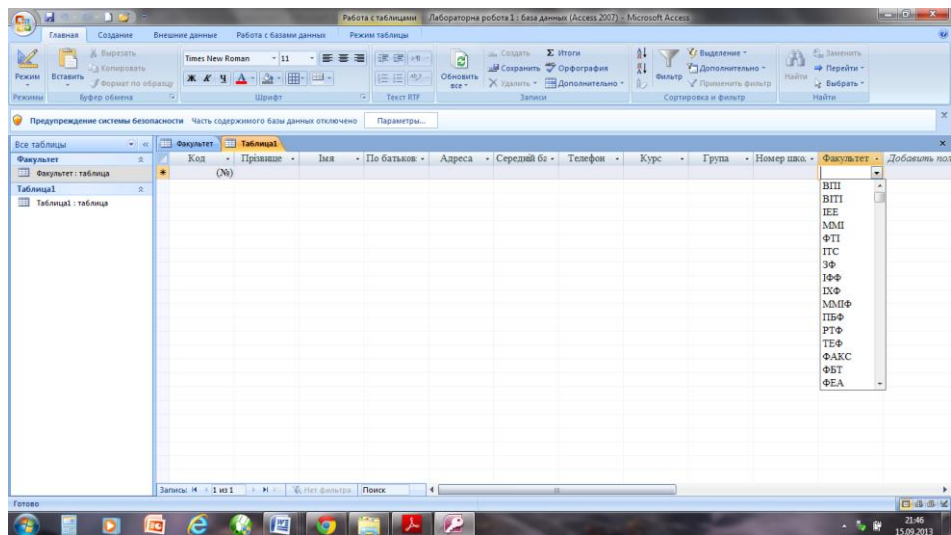 Работа с таблицами Лабораторна робота 1 : база данных (Access 2007) - Microsoft Access
Главная Создание Внешние данные Работа с базами данных Режим таблицы
Режим
Вставить
Вырезать
Копировать
Формат по образцу
Times New Roman 11
Ж К Ч А
Обновить все
Создать
Сохранить
Удалить
Итоги
Орфография
Дополнительно
Фильтр
Выделение
Дополнительно
Применить фильтр
Найти
Заменить
Перейти
Выбрать
Режимы Буфер обмена Шрифт Текст RTF Записи Сортировка и фильтр Найти
Предупреждение системы безопасности Часть содержимого базы данных отключено Параметры...
Все таблицы
Факультет
Факультет : таблица
Таблица1
Таблица1 : таблица
Факультет Таблица1
Код Прізвище Імя По батьков: Адреса Середній ба Телефон Курс Група Номер шко. Факультет Добавить пол
(№)
ВПІ
ВІТІ
ІЕЕ
ММІ
ФТІ
ІТС
ЗФ
ІФФ
ІХФ
ММІФ
ПБФ
РТФ
ТЕФ
ФАКС
ФБТ
ФЕА
Запись: 1 из 1 Нет фильтра Поиск
Готово
21:46
15.09.2013